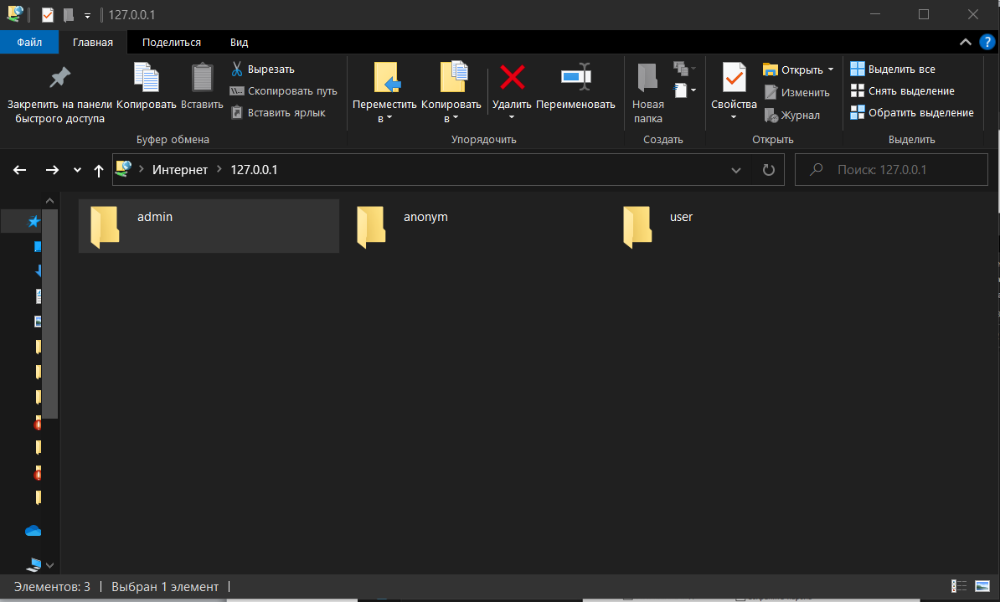 127.0.0.1
Файл Главная Поделиться Вид
Закрепить на панели быстрого доступа
Копировать
Вставить
Вырезать
Скопировать путь
Вставить ярлык
Буфер обмена
Переместить в
Копировать в
Удалить
Переименовать
Упорядочить
Новая папка
Создать
Свойства
Открыть
Изменить
Журнал
Открыть
Выделить все
Снять выделение
Обратить выделение
Выделить
Интернет 127.0.0.1
Поиск: 127.0.0.1
admin anonym user
Элементов: 3 Выбран 1 элемент